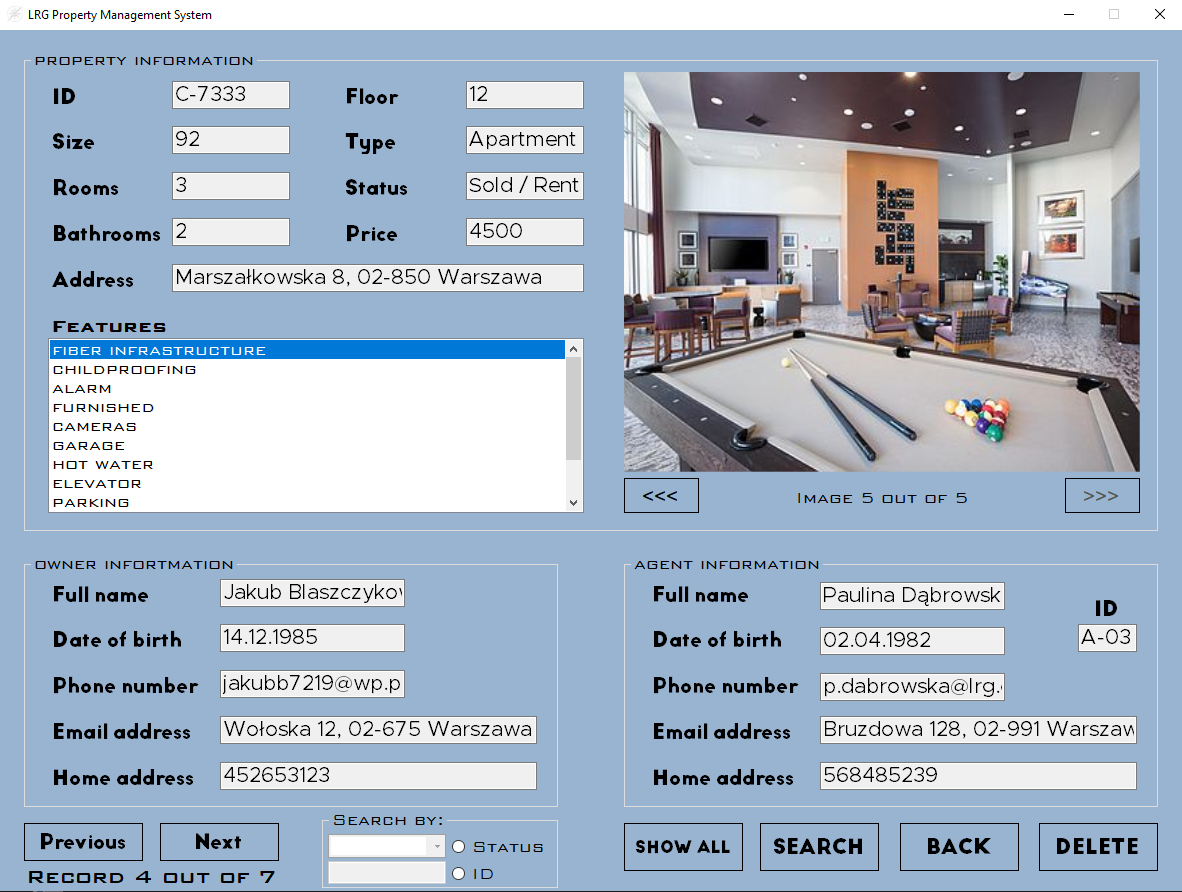 LRG Property Management System
PROPERTY INFORMATION
ID C-7333 Floor 12
Size 92 Type Apartment
Rooms 3 Status Sold / Rent
Bathrooms 2 Price 4500
Address Marszałkowska 8, 02-850 Warszawa
FEATURES
FIBER INFRASTRUCTURE
CHILDPROOFING
ALARM
FURNISHED
CAMERAS
GARAGE
HOT WATER
ELEVATOR
PARKING
<<< IMAGE 5 OUT OF 5 >>>
OWNER INFORTMATION
Full name Jakub Blaszczykov
Date of birth 14.12.1985
Phone number jakubb7219@wp.p
Email address Wołoska 12, 02-675 Warszawa
Home address 452653123
AGENT INFORMATION
Full name Paulina Dąbrowsk
ID
Date of birth 02.04.1982 A-03
Phone number p.dabrowska@lrg.
Email address Bruzdowa 128, 02-991 Warszaw
Home address 568485239
Previous Next
RECORD 4 OUT OF 7
SEARCH BY:
STATUS
ID
SHOW ALL SEARCH BACK DELETE